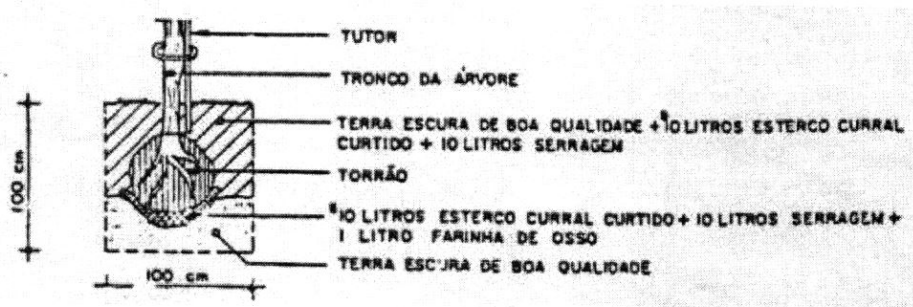 TUTOR
TRONCO DA ÁRVORE
TERRA ESCURA DE BOA QUALIDADE + *10 LITROS ESTERCO CURRAL
CURTIDO + 10 LITROS SERRAGEM
TORRÃO
*10 LITROS ESTERCO CURRAL CURTIDO + 10 LITROS SERRAGEM +
1 LITRO FARINHA DE OSSO
TERRA ESCURA DE BOA QUALIDADE
100 cm
100 cm